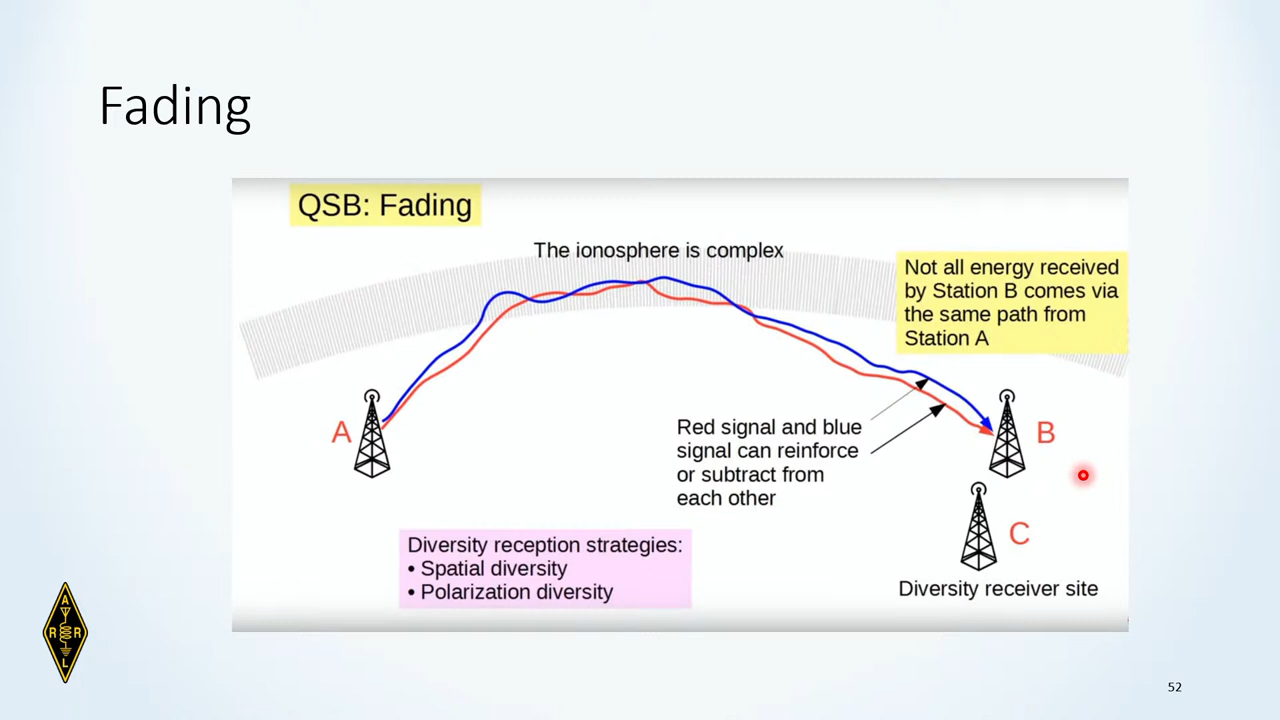 Fading
QSB: Fading
The ionosphere is complex
Not all energy received
by Station B comes via
the same path from
Station A
A
B
Red signal and blue
signal can reinforce
or subtract from
each other
C
Diversity reception strategies:
• Spatial diversity
• Polarization diversity
Diversity receiver site
A
R R
L
52